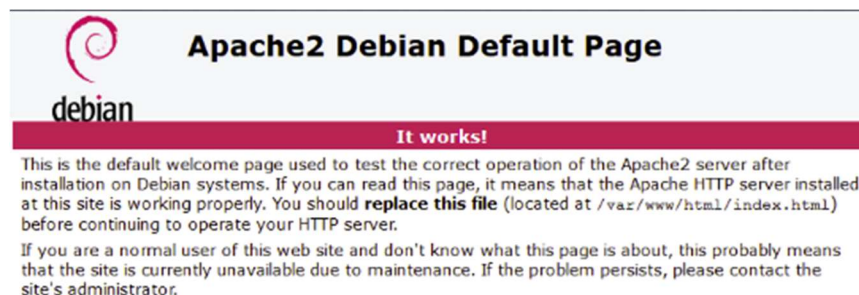 Apache2 Debian Default Page
debian
It works!
This is the default welcome page used to test the correct operation of the Apache2 server after
installation on Debian systems. If you can read this page, it means that the Apache HTTP server installed
at this site is working properly. You should replace this file (located at /var/www/html/index.html)
before continuing to operate your HTTP server.
If you are a normal user of this web site and don't know what this page is about, this probably means
that the site is currently unavailable due to maintenance. If the problem persists, please contact the
site's administrator.